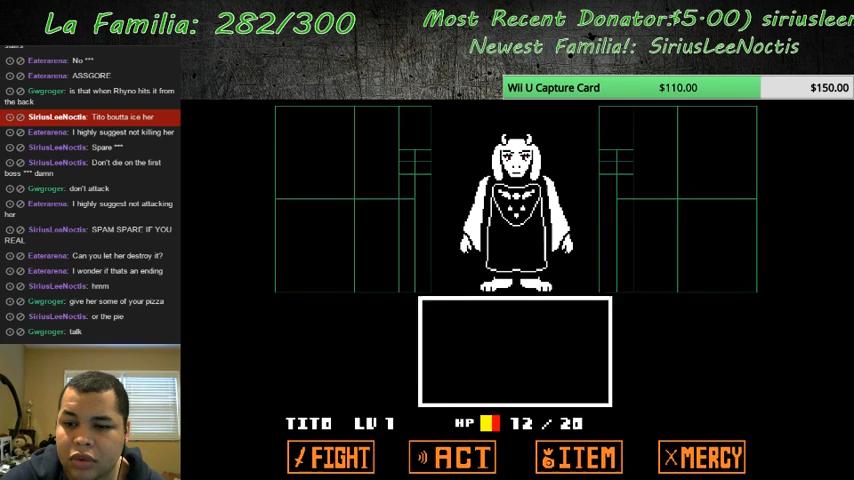 La Familia: 282/300
Most Recent Donator:$5.00) siriusleen
Newest Familia!: SiriusLeeNoctis
Wii U Capture Card $110.00 $150.00
Eaterarena: No ***
Eaterarena: ASSGORE
Gwgroger: is that when Rhyno hits it from
the back
SiriusLeeNoctis: Tito boutta ice her
Eaterarena: I highly suggest not killing her
SiriusLeeNoctis: Spare ***
SiriusLeeNoctis: Don't die on the first
boss *** damn
Gwgroger: don't attack
Eaterarena: I highly suggest not attacking
her
SiriusLeeNoctis: SPAM SPARE IF YOU
REAL
Eaterarena: Can you let her destroy it?
Eaterarena: I wonder if thats an ending
SiriusLeeNoctis: hmm
Gwgroger: give her some of your pizza
SiriusLeeNoctis: or the pie
Gwgroger: talk
TITO LV 1 HP 12 / 20
FIGHT ACT ITEM MERCY